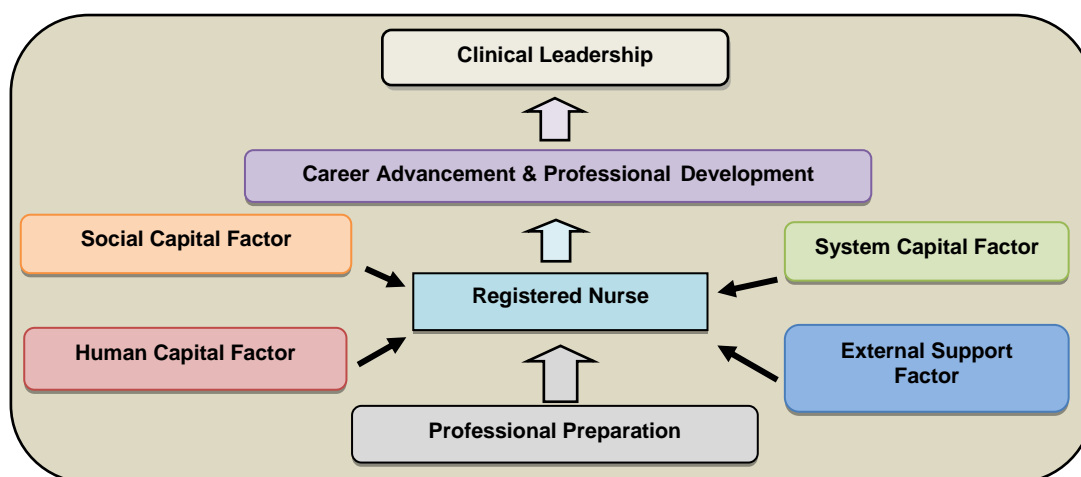 Clinical Leadership
Career Advancement & Professional Development
Social Capital Factor
System Capital Factor
Registered Nurse
Human Capital Factor
External Support
Factor
Professional Preparation